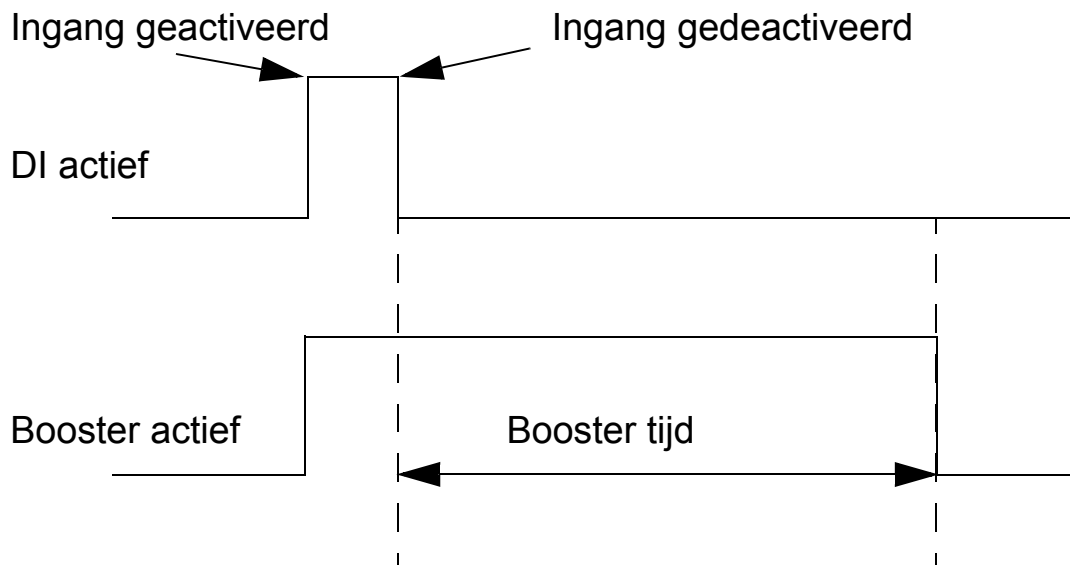 Ingang geactiveerd
Ingang gedeactiveerd
DI actief
Booster actief
Booster tijd